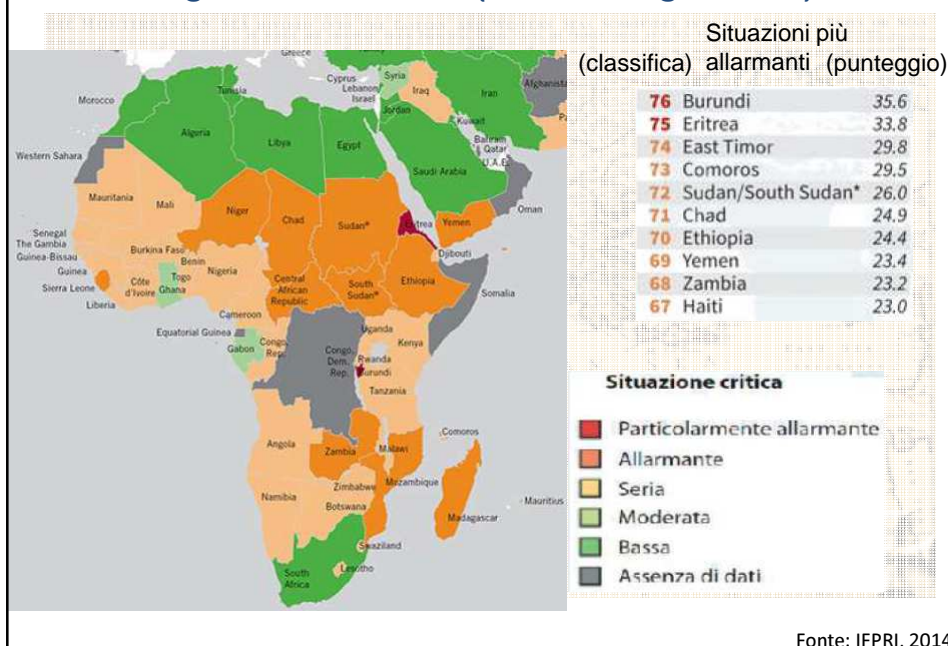 Situazioni più
(classifica) allarmanti (punteggio)
76 Burundi 35.6
75 Eritrea 33.8
74 East Timor 29.8
73 Comoros 29.5
72 Sudan/South Sudan* 26.0
71 Chad 24.9
70 Ethiopia 24.4
69 Yemen 23.4
68 Zambia 23.2
67 Haiti 23.0
Situazione critica
Particolarmente allarmante
Allarmante
Seria
Moderata
Bassa
Assenza di dati
Greece
Cyprus
Syria
Lebanon
Israel
Iraq
Iran
Afghanistan
Jordan
Kuwait
Bahrain
Qatar
U.A.E.
Tunisia
Morocco
Algeria
Libya
Egypt
Saudi Arabia
Western Sahara
Oman
Mauritania
Mali
Niger
Chad
Sudan*
Eritrea
Yemen
Senegal
The Gambia
Guinea-Bissau
Guinea
Sierra Leone
Liberia
Burkina Faso
Benin
Togo
Côte
d'Ivoire
Ghana
Nigeria
Djibouti
Central
African
Republic
South
Sudan*
Ethiopia
Somalia
Cameroon
Equatorial Guinea
Gabon
Congo,
Rep.
Congo,
Dem.
Rep.
Uganda
Kenya
Rwanda
Burundi
Tanzania
Angola
Zambia
Malawi
Comoros
Namibia
Zimbabwe
Botswana
Mozambique
Madagascar
Mauritius
Swaziland
Lesotho
South
Africa
Fonte: IFPRI, 2014